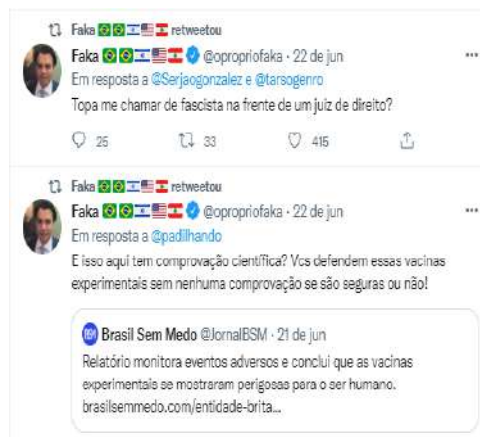 Faka 🇧🇷🇧🇷🇮🇱🇺🇸🇱🇧 retweetou
Faka 🇧🇷🇧🇷🇮🇱🇺🇸🇱🇧 @opropriofaka · 22 de jun
Em resposta a @Serjaogonzalez e @tarsogenro
Topa me chamar de fascista na frente de um juiz de direito?
25 33 415
Faka 🇧🇷🇧🇷🇮🇱🇺🇸🇱🇧 retweetou
Faka 🇧🇷🇧🇷🇮🇱🇺🇸🇱🇧 @opropriofaka · 22 de jun
Em resposta a @padilhando
E isso aqui tem comprovação científica? Vcs defendem essas vacinas
experimentais sem nenhuma comprovação se são seguras ou não!
BSM Brasil Sem Medo @JornalBSM · 21 de jun
Relatório monitora eventos adversos e conclui que as vacinas
experimentais se mostraram perigosas para o ser humano.
brasilsemmedo.com/entidade-brita...